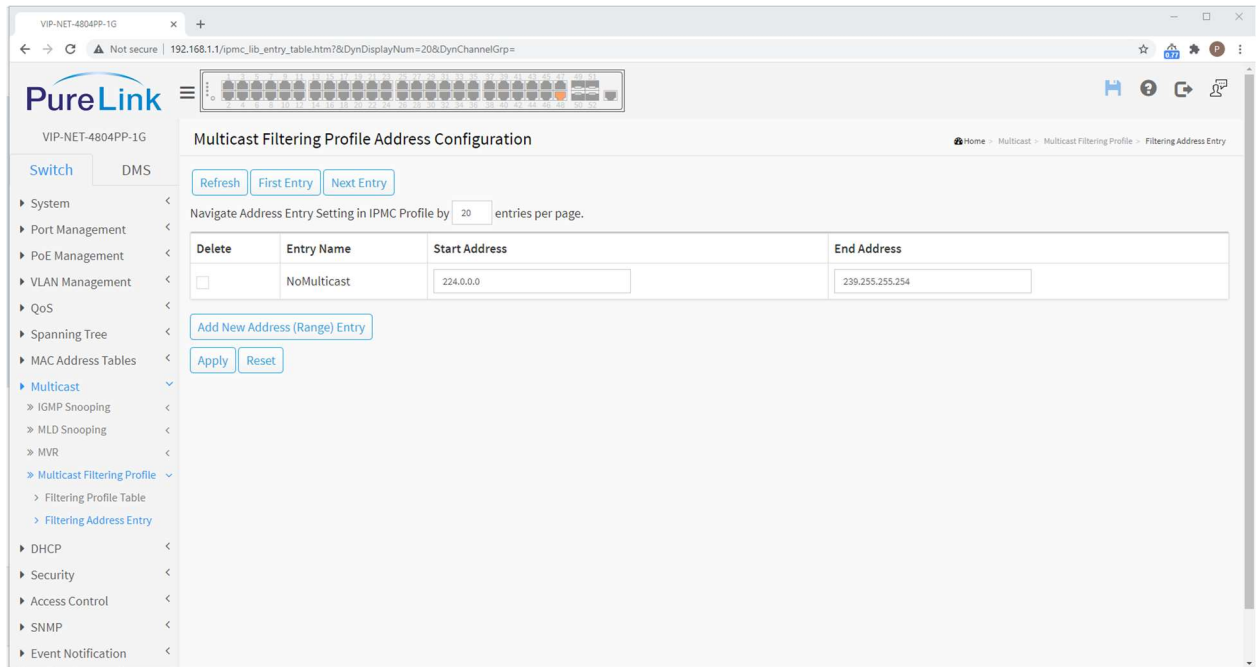 VIP-NET-4804PP-1G
Not secure | 192.168.1.1/ipmc_lib_entry_table.htm?&DynDisplayNum=20&DynChannelGrp=
0.77
P
PureLink
VIP-NET-4804PP-1G
Multicast Filtering Profile Address Configuration
Home > Multicast > Multicast Filtering Profile > Filtering Address Entry
Switch DMS
Refresh First Entry Next Entry
System
Navigate Address Entry Setting in IPMC Profile by 20 entries per page.
Port Management
PoE Management
VLAN Management
QoS
Spanning Tree
MAC Address Tables
Multicast
» IGMP Snooping
» MLD Snooping
» MVR
» Multicast Filtering Profile
> Filtering Profile Table
> Filtering Address Entry
DHCP
Security
Access Control
SNMP
Event Notification
Delete Entry Name Start Address End Address
NoMulticast 224.0.0.0 239.255.255.254
Add New Address (Range) Entry
Apply Reset